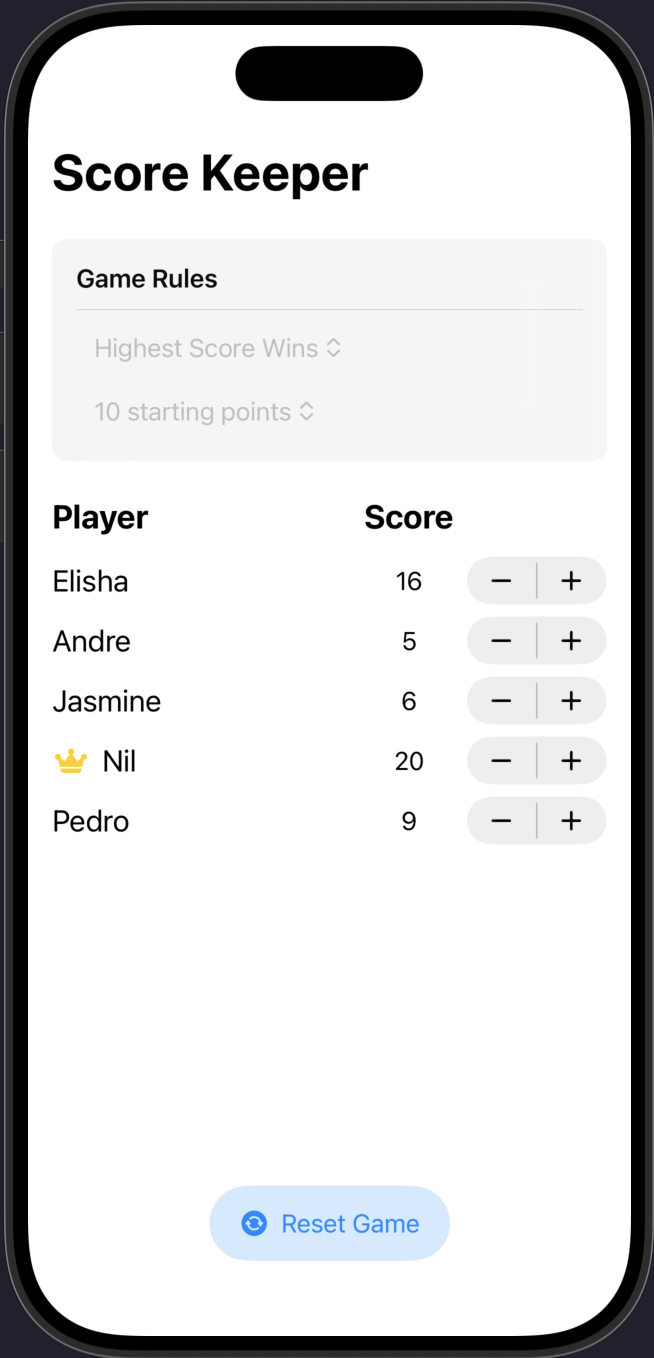 Score Keeper
Game Rules
Highest Score Wins
10 starting points
Player Score
Elisha 16 − +
Andre 5 − +
Jasmine 6 − +
Nil 20 − +
Pedro 9 − +
Reset Game